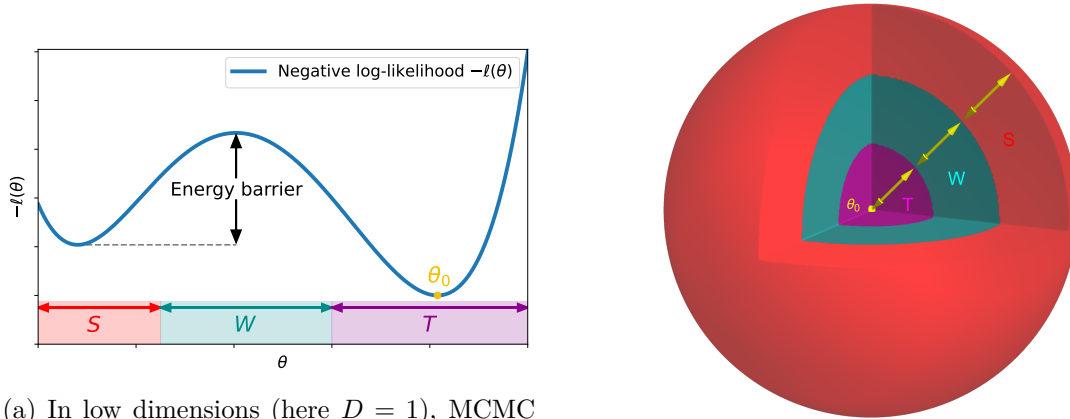 Negative log-likelihood −ℓ(θ)
−ℓ(θ)
Energy barrier
θ₀
S
W
T
θ
S
W
T
θ₀
(a) In low dimensions (here D = 1), MCMC